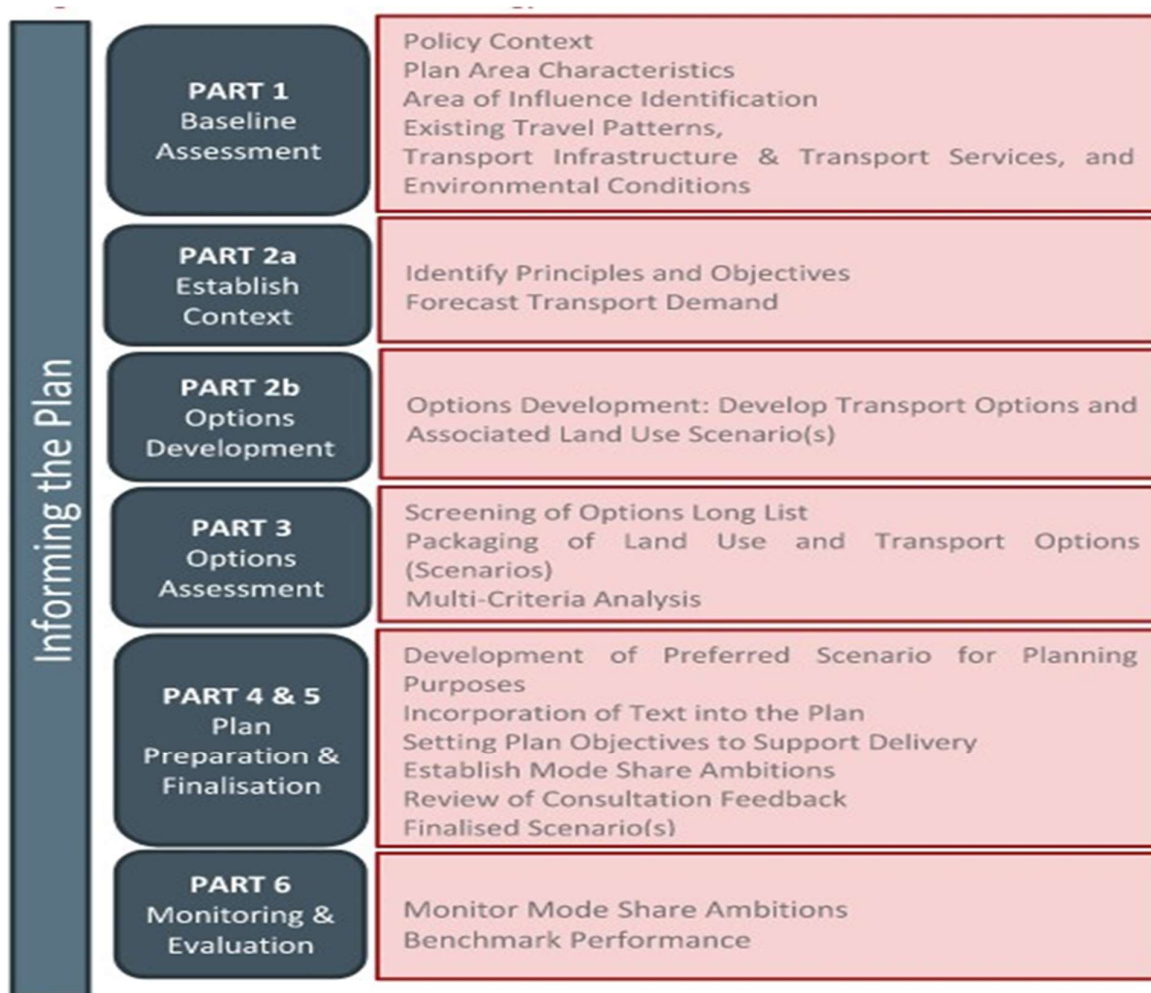 Informing the Plan
PART 1
Baseline
Assessment
Policy Context
Plan Area Characteristics
Area of Influence Identification
Existing Travel Patterns,
Transport Infrastructure & Transport Services, and
Environmental Conditions
PART 2a
Establish
Context
Identify Principles and Objectives
Forecast Transport Demand
PART 2b
Options
Development
Options Development: Develop Transport Options and
Associated Land Use Scenario(s)
PART 3
Options
Assessment
Screening of Options Long List
Packaging of Land Use and Transport Options
(Scenarios)
Multi-Criteria Analysis
PART 4 & 5
Plan
Preparation &
Finalisation
Development of Preferred Scenario for Planning
Purposes
Incorporation of Text into the Plan
Setting Plan Objectives to Support Delivery
Establish Mode Share Ambitions
Review of Consultation Feedback
Finalised Scenario(s)
PART 6
Monitoring &
Evaluation
Monitor Mode Share Ambitions
Benchmark Performance